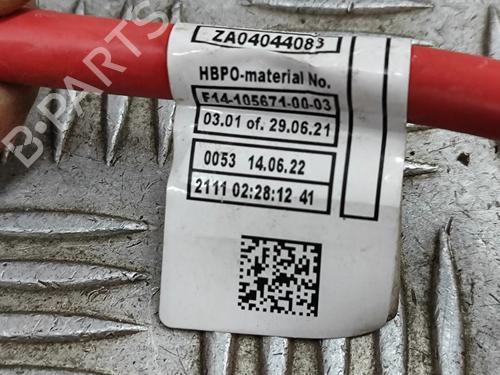 ZA04044083
HBPO-material No.
F14-105671-00-03
03.01 of. 29.06.21
0053 14.06.22
2111 02:28:12 41
B-PARTS